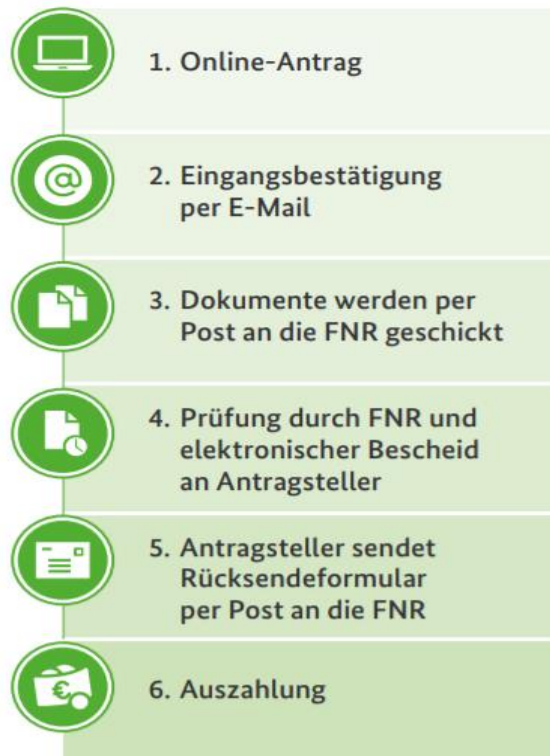 1. Online-Antrag
2. Eingangsbestätigung
per E-Mail
3. Dokumente werden per
Post an die FNR geschickt
4. Prüfung durch FNR und
elektronischer Bescheid
an Antragsteller
5. Antragsteller sendet
Rücksendeformular
per Post an die FNR
6. Auszahlung